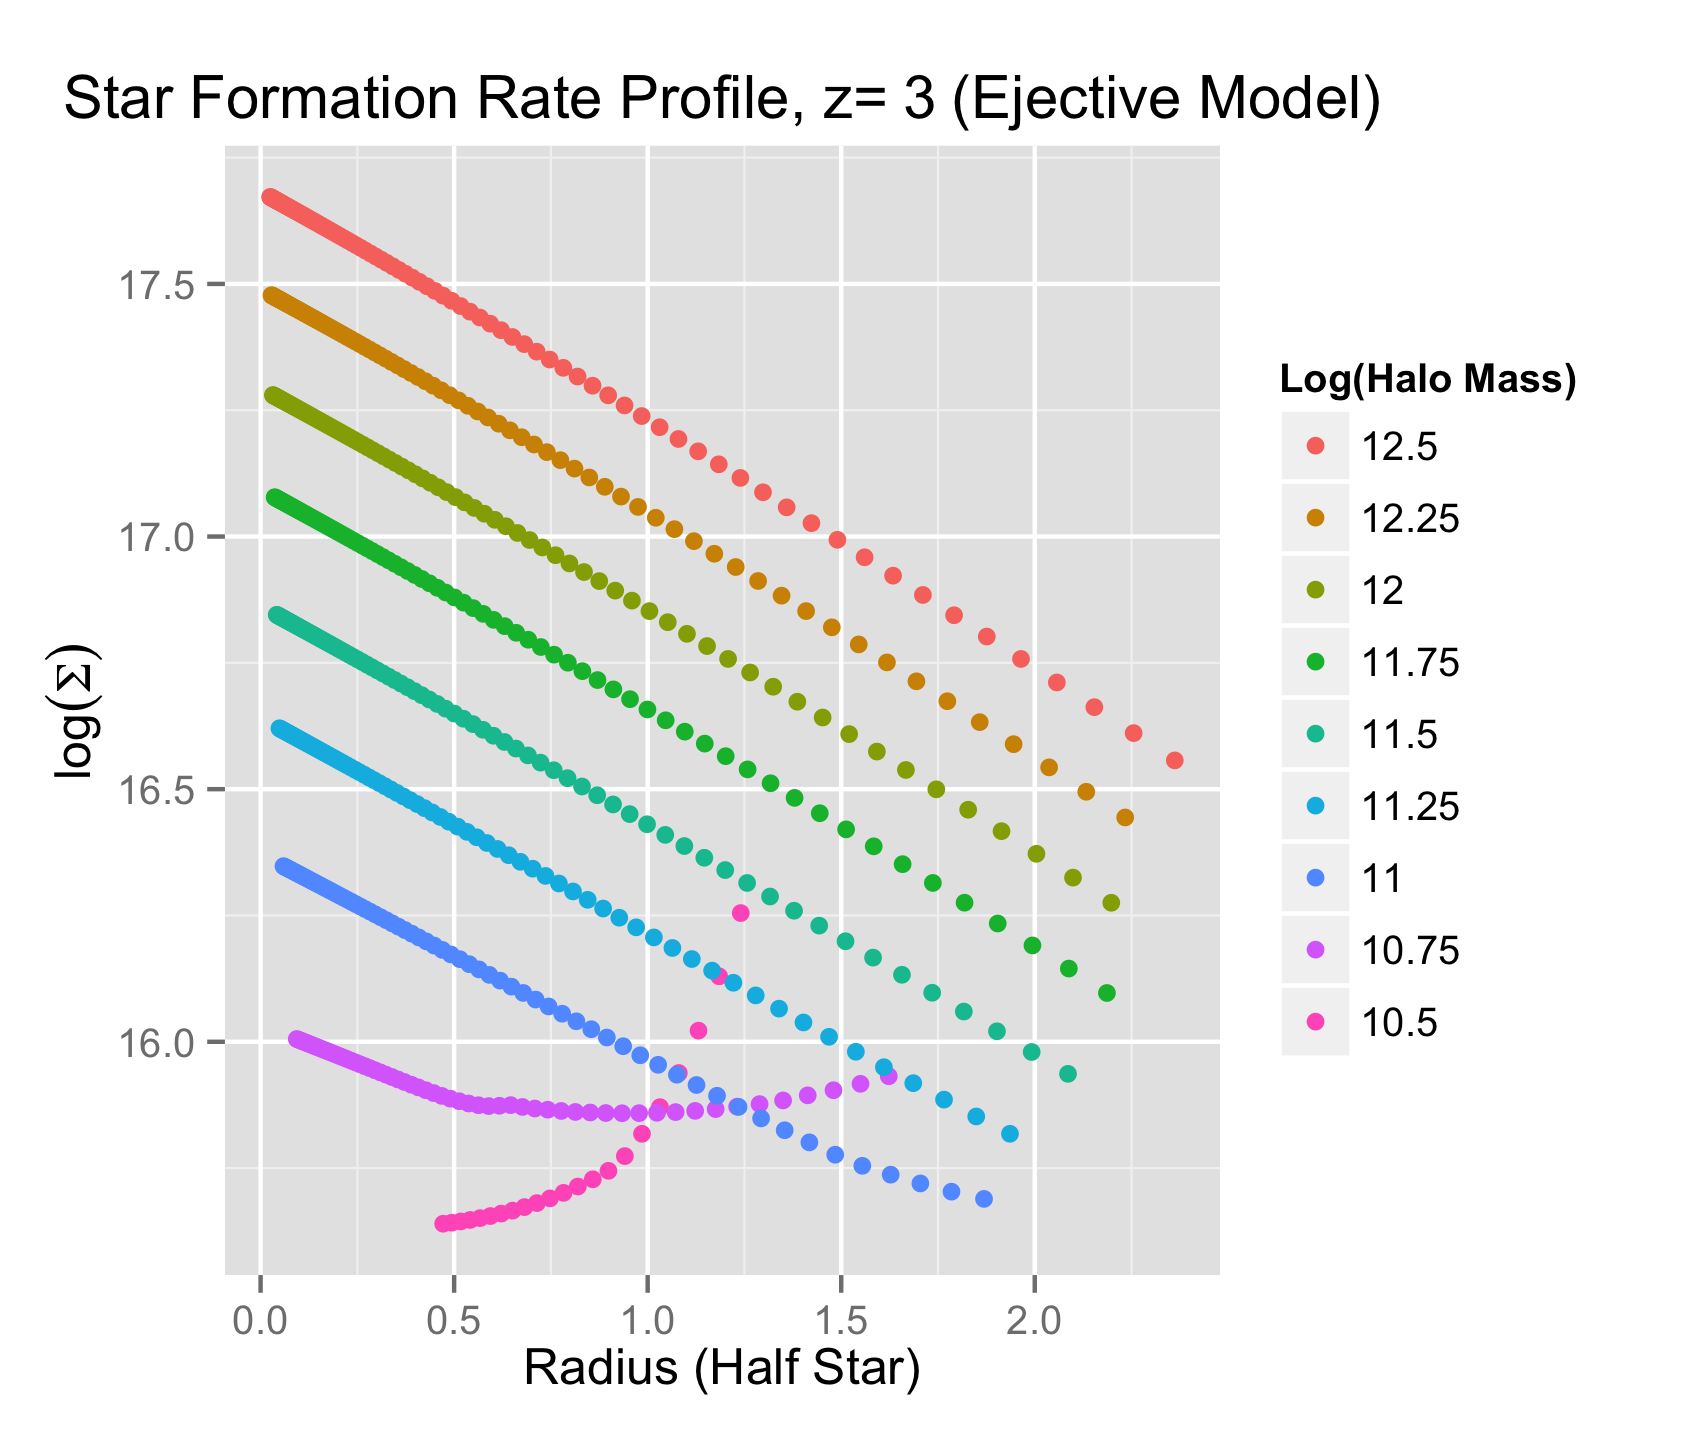 Star Formation Rate Profile, z= 3 (Ejective Model)
log(Σ)
17.5
17.0
16.5
16.0
0.0 0.5 1.0 1.5 2.0
Radius (Half Star)
Log(Halo Mass)
12.5
12.25
12
11.75
11.5
11.25
11
10.75
10.5